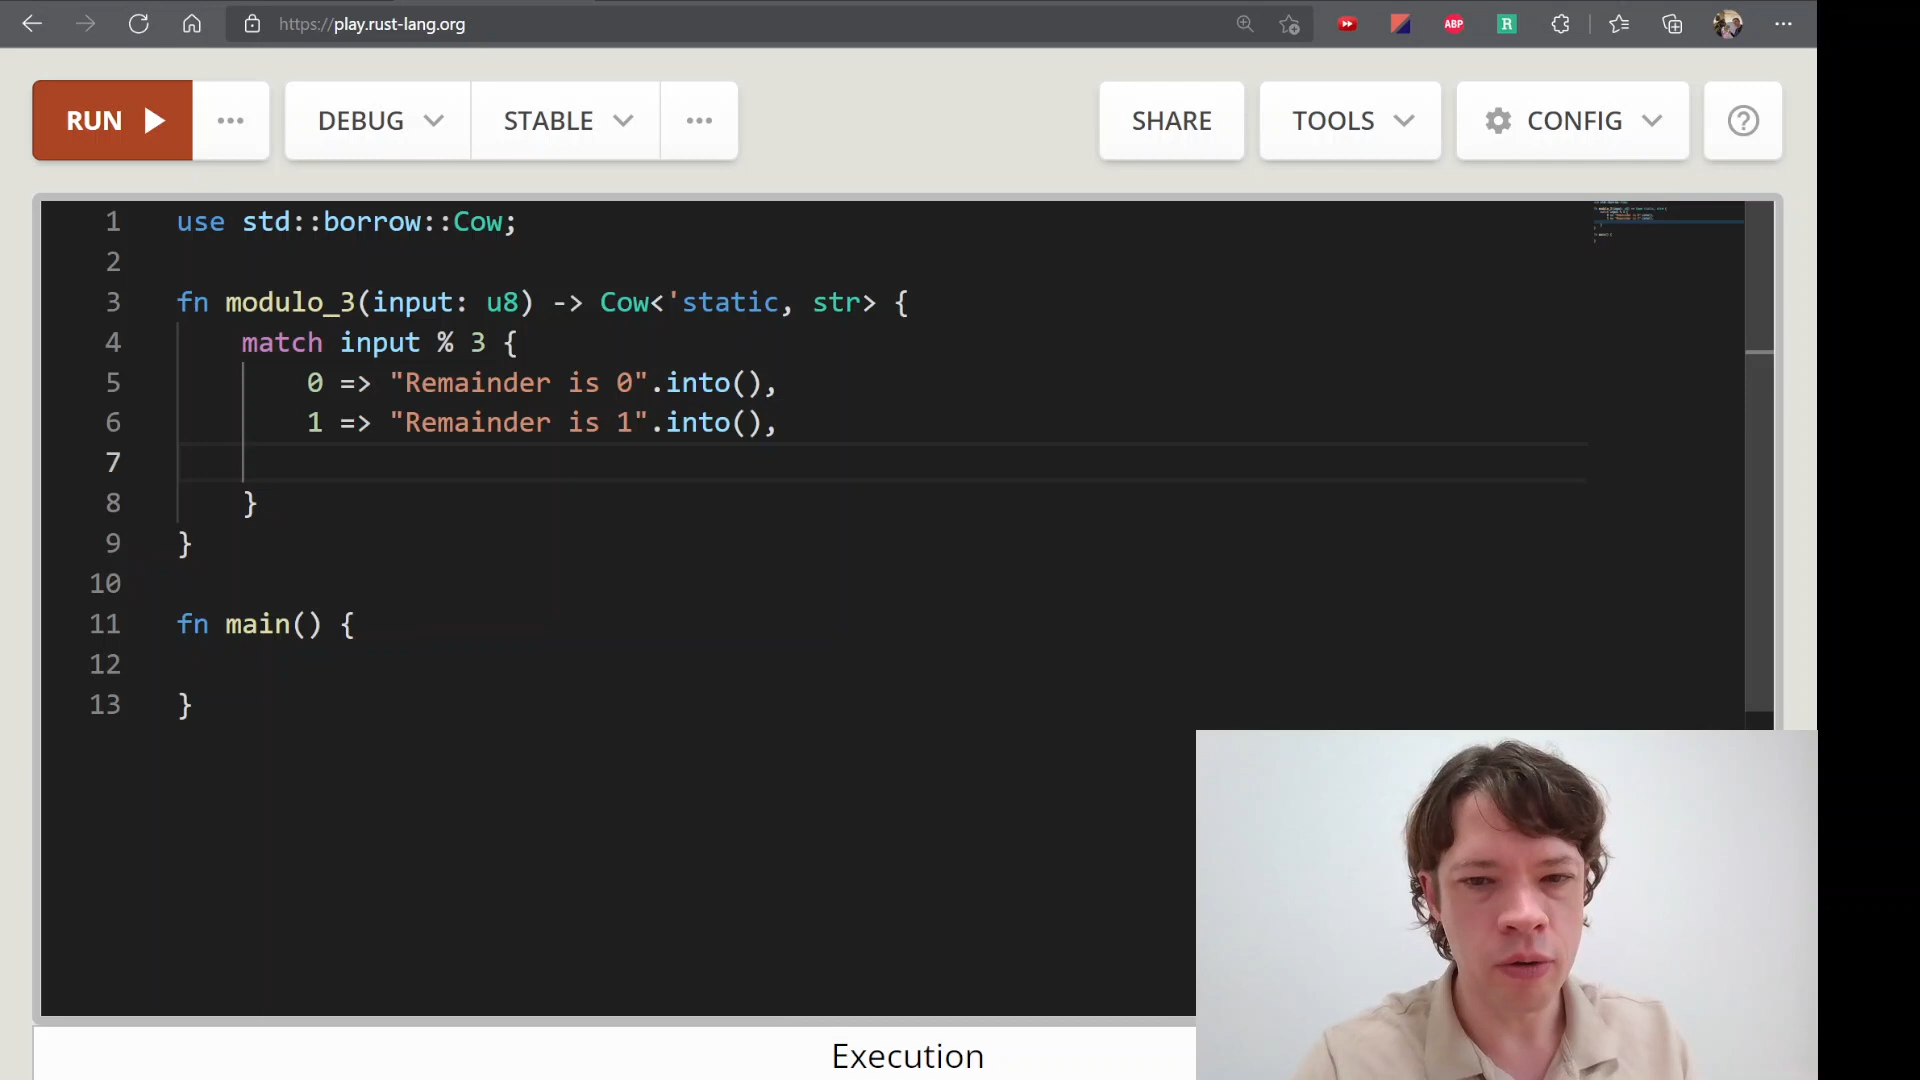 https://play.rust-lang.org
ABP
R
RUN
DEBUG
STABLE
SHARE
TOOLS
CONFIG
1 use std::borrow::Cow;
2
3 fn modulo_3(input: u8) -> Cow<'static, str> {
4 match input % 3 {
5 0 => "Remainder is 0".into(),
6 1 => "Remainder is 1".into(),
7
8 }
9 }
10
11 fn main() {
12
13 }
Execution